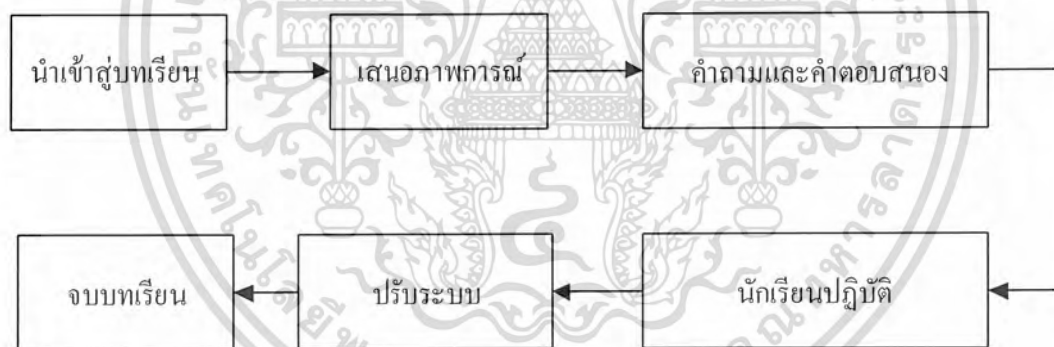 นำเข้าสู่บทเรียน
เสนอภาพการณ์
คำถามและคำตอบสนอง
นักเรียนปฏิบัติ
ปรับระบบ
จบบทเรียน